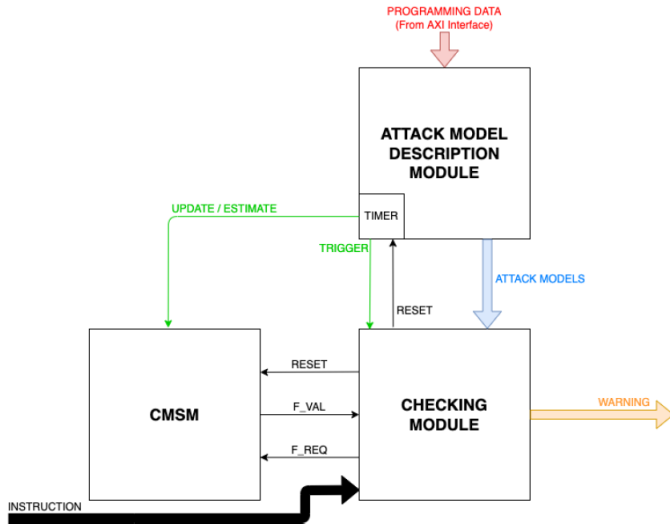 PROGRAMMING DATA
(From AXI Interface)
ATTACK MODEL
DESCRIPTION
MODULE
UPDATE / ESTIMATE
TIMER
TRIGGER
ATTACK MODELS
RESET
RESET
CMSM
F_VAL
CHECKING
MODULE
WARNING
F_REQ
INSTRUCTION